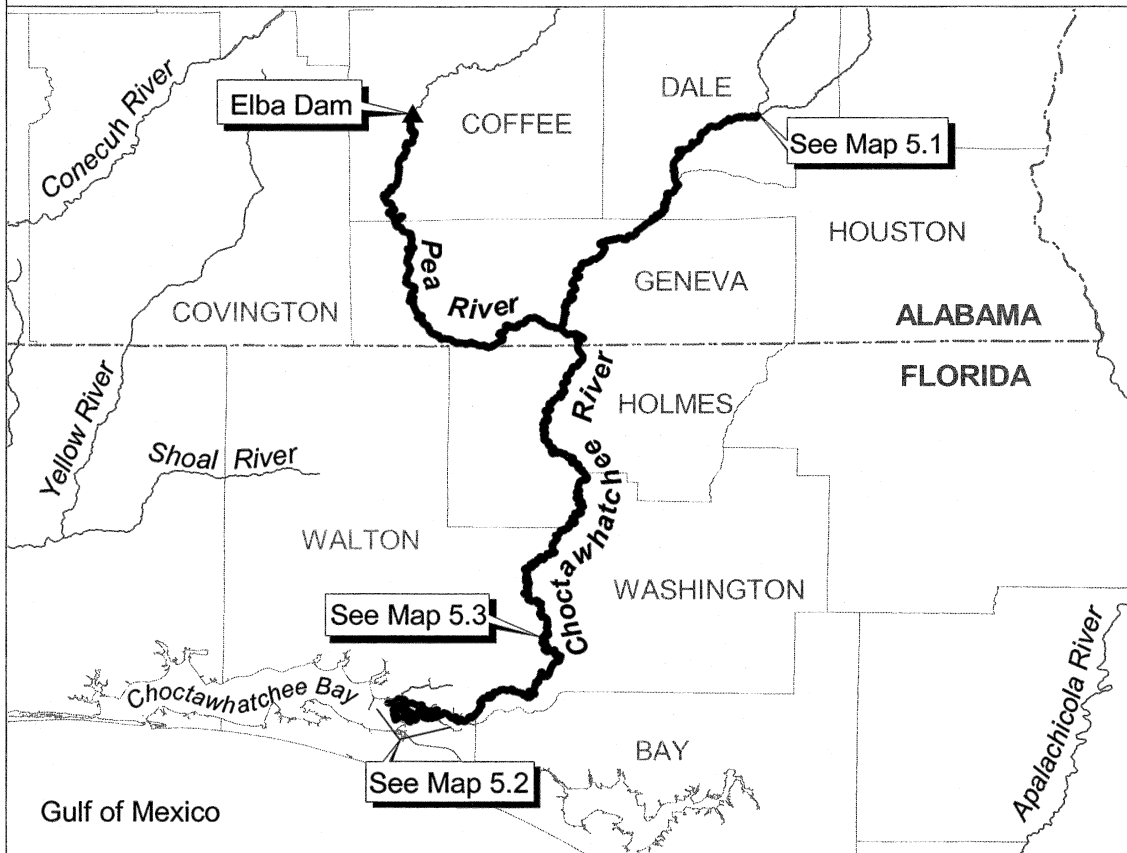 Conecuh River
Elba Dam
COFFEE
DALE
See Map 5.1
HOUSTON
Pea
River
GENEVA
COVINGTON
ALABAMA
FLORIDA
Yellow River
Shoal River
HOLMES
Choctawhatchee River
WALTON
WASHINGTON
See Map 5.3
Choctawhatchee Bay
Apalachicola River
BAY
See Map 5.2
Gulf of Mexico